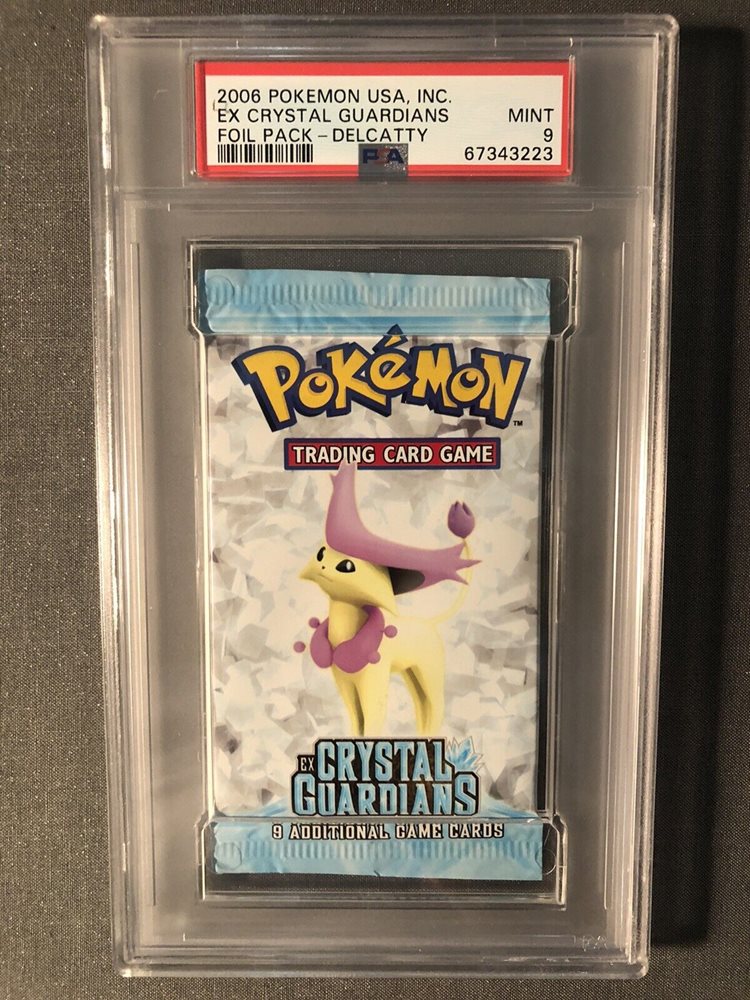 2006 POKEMON USA, INC.
EX CRYSTAL GUARDIANS MINT
FOIL PACK - DELCATTY 9
PSA 67343223
POKéMON
TM
TRADING CARD GAME
EX CRYSTAL
GUARDIANS
9 ADDITIONAL GAME CARDS